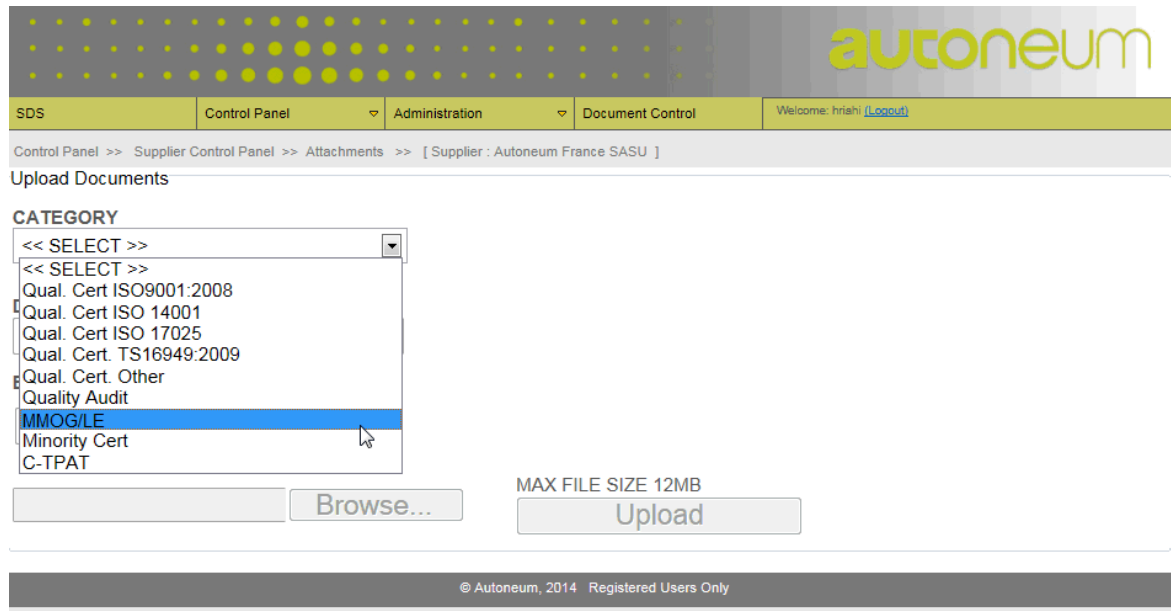 autoneum
SDS Control Panel Administration Document Control Welcome: hriahi (Logout)
Control Panel >> Supplier Control Panel >> Attachments >> [ Supplier : Autoneum France SASU ]
Upload Documents
CATEGORY
<< SELECT >>
<< SELECT >>
Qual. Cert ISO9001:2008
Qual. Cert ISO 14001
Qual. Cert ISO 17025
Qual. Cert. TS16949:2009
Qual. Cert. Other
Quality Audit
MMOG/LE
Minority Cert
C-TPAT
MAX FILE SIZE 12MB
Browse... Upload
© Autoneum, 2014 Registered Users Only